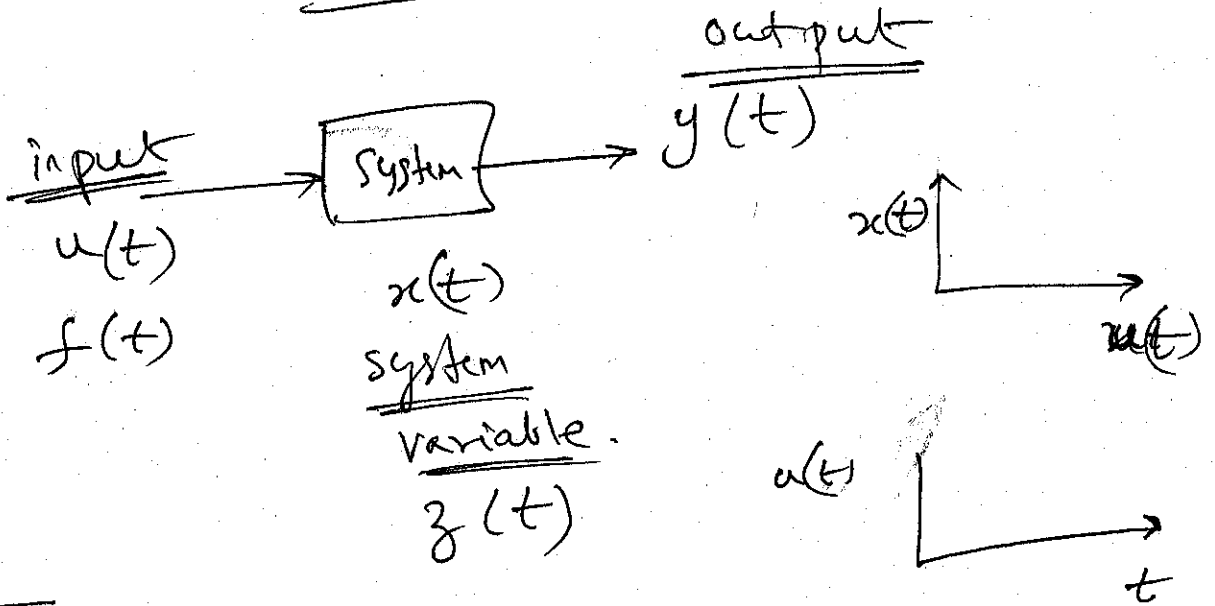 output
y(t)
input
system
u(t)
f(t)
x(t)
system
variable.
z(t)
x(t)
u(t)
u(t)
t